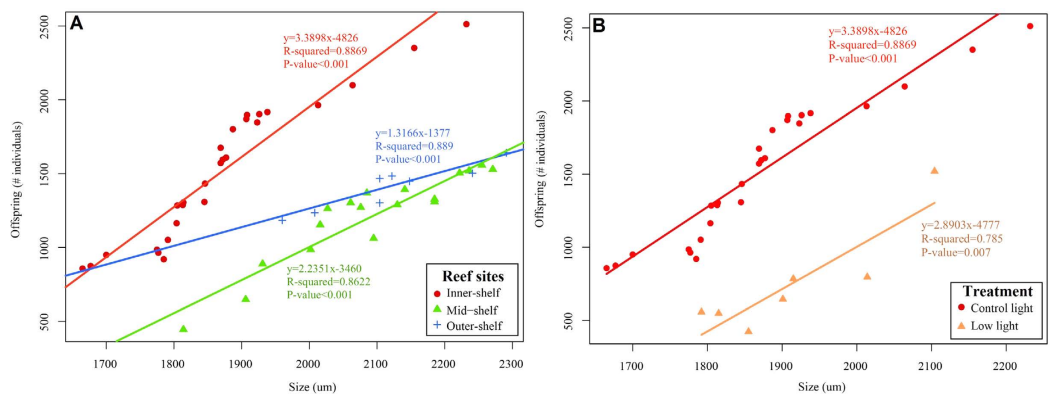 A
y=3.3898x-4826
R-squared=0.8869
P-value<0.001
y=1.3166x-1377
R-squared=0.889
P-value<0.001
y=2.2351x-3460
R-squared=0.8622
P-value<0.001
Reef sites
Inner-shelf
Mid-shelf
Outer-shelf
Offspring (# individuals)
500
1000
1500
2000
2500
1700 1800 1900 2000 2100 2200 2300
Size (um)
B
y=3.3898x-4826
R-squared=0.8869
P-value<0.001
y=2.8903x-4777
R-squared=0.785
P-value=0.007
Treatment
Control light
Low light
Offspring (# individuals)
500
1000
1500
2000
2500
1700 1800 1900 2000 2100 2200
Size (um)